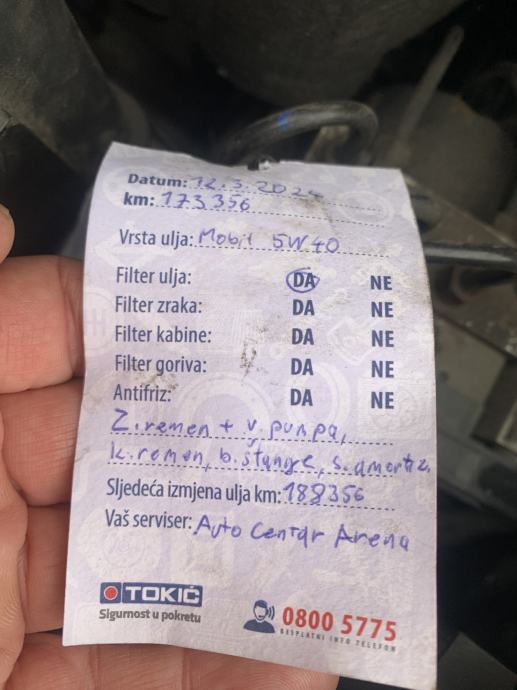 Datum: 12.3.2024
km: 173356
Vrsta ulja: Mobil 5W40
Filter ulja: DA NE
Filter zraka: DA NE
Filter kabine: DA NE
Filter goriva: DA NE
Antifriz: DA NE
Z.remen + v.pumpa,
k.remen, b.štange, s.amortiz.
Sljedeća izmjena ulja km: 188356
Vaš serviser: Auto Centar Arena
TOKIĆ
Sigurnost u pokretu
0800 5775
BESPLATNI INFO TELEFON